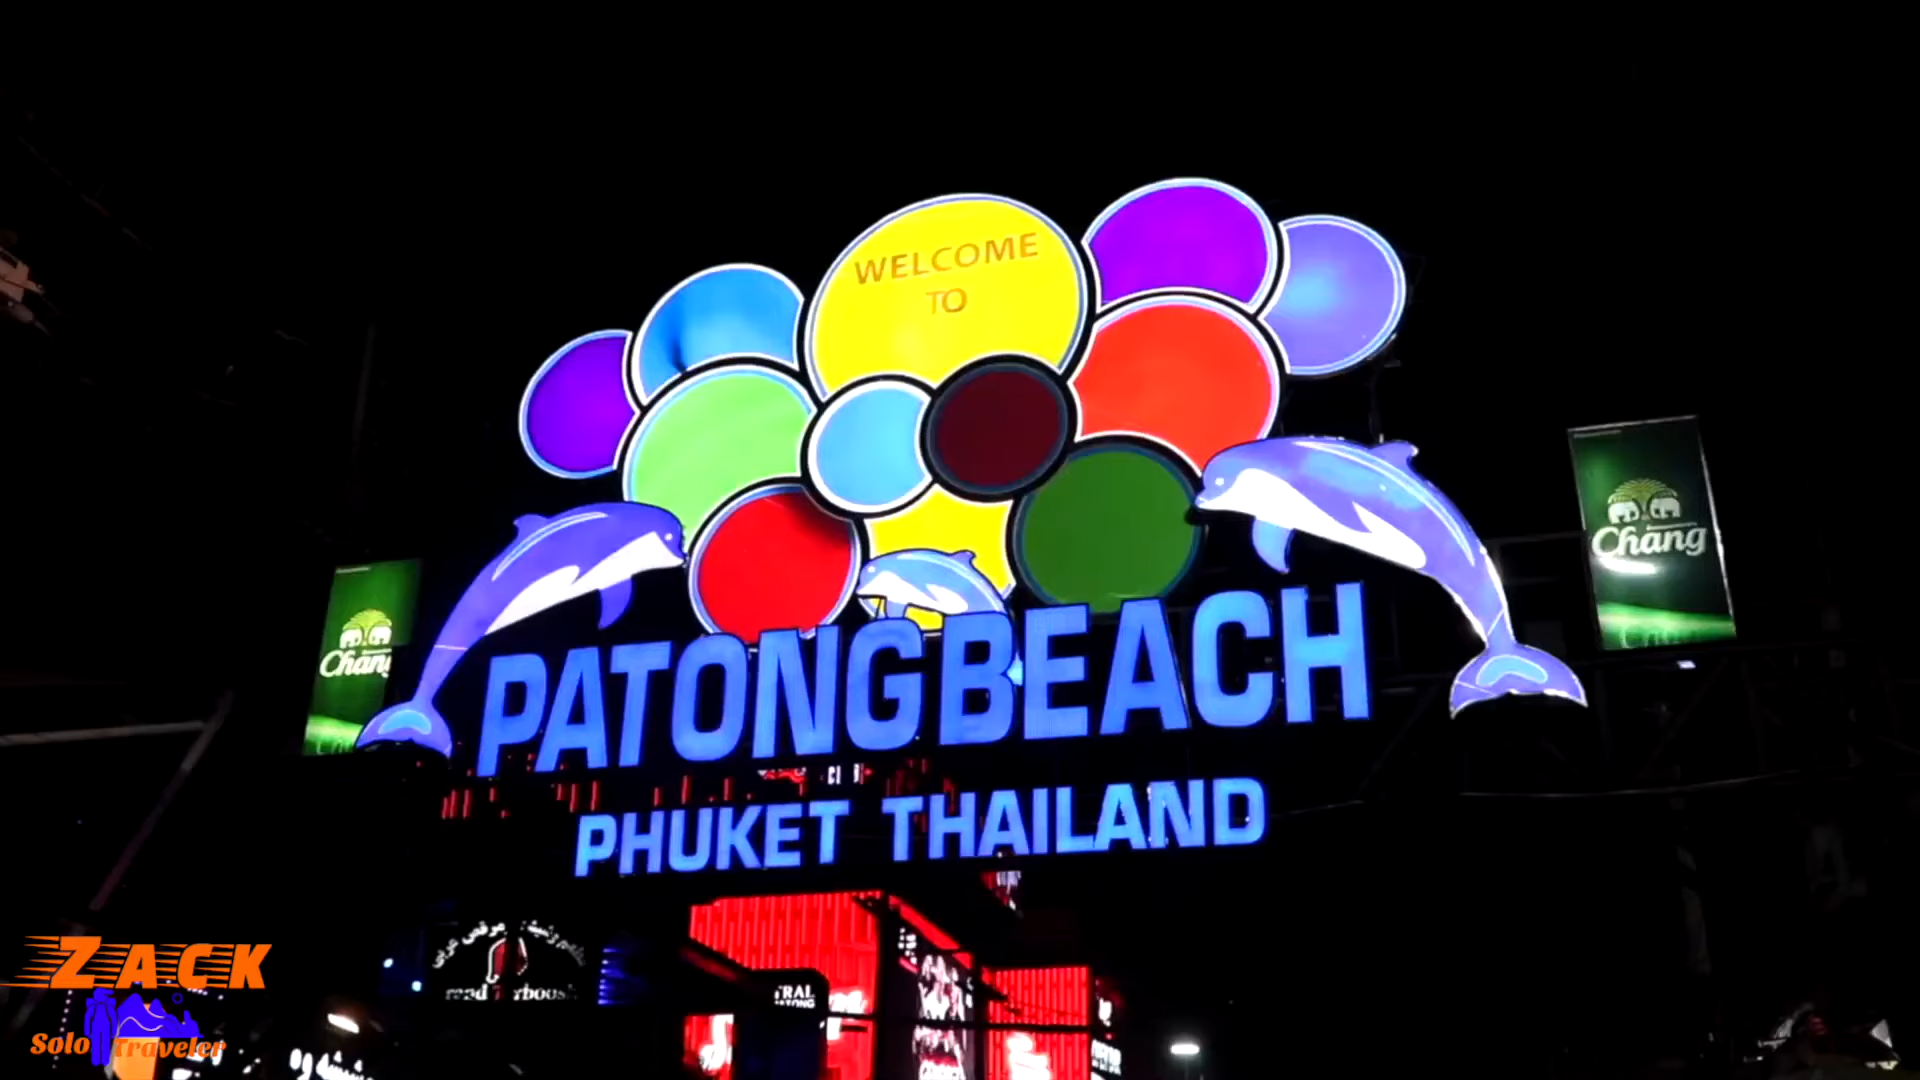 WELCOME
TO
Chang
Chang
PATONGBEACH
PHUKET THAILAND
ZACK
Solo Traveler